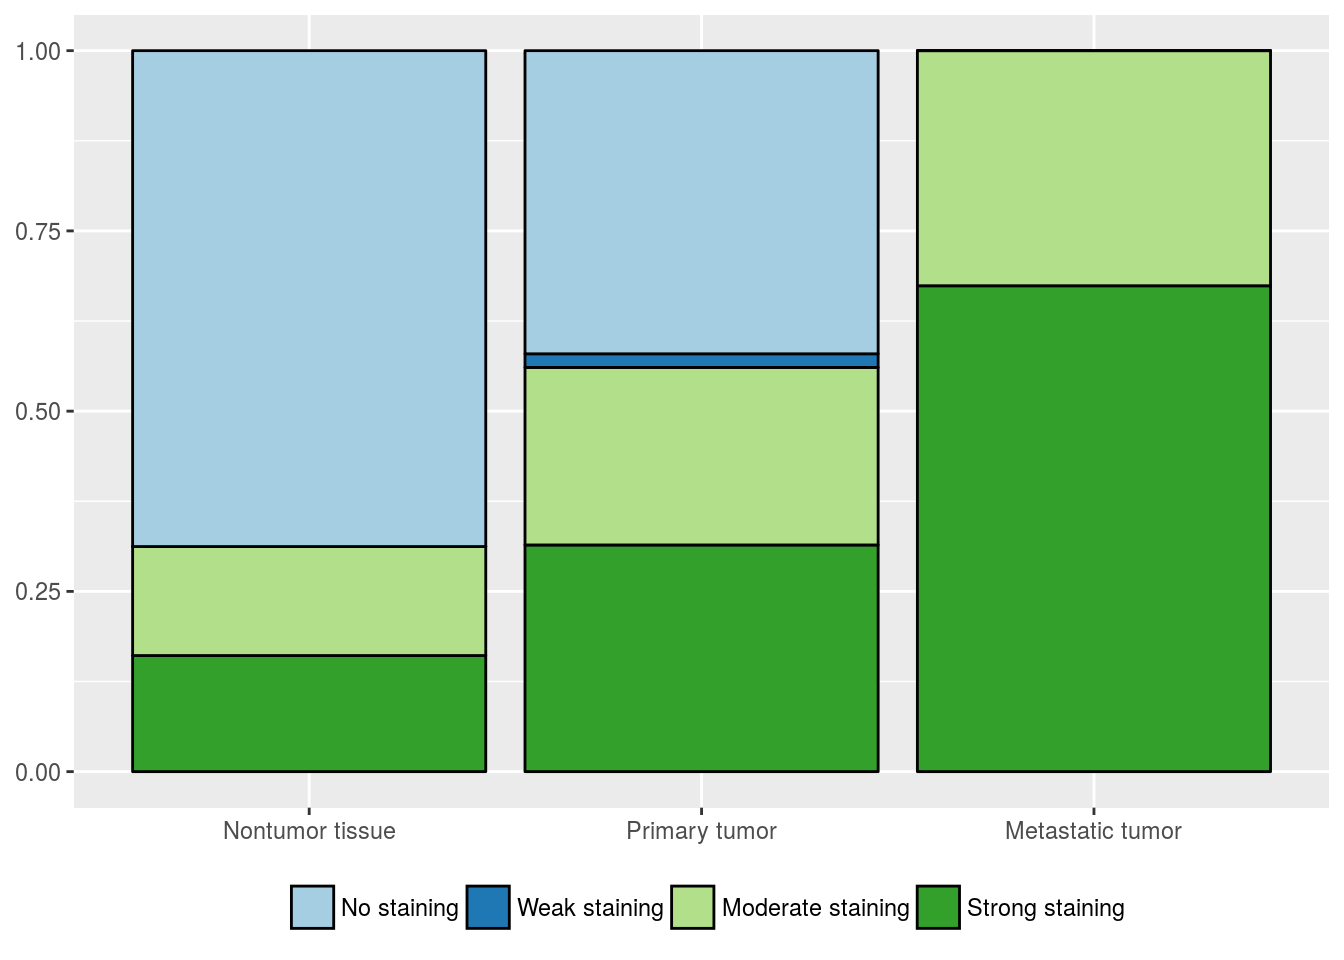 1.00
0.75
0.50
0.25
0.00
Nontumor tissue Primary tumor Metastatic tumor
No staining Weak staining Moderate staining Strong staining